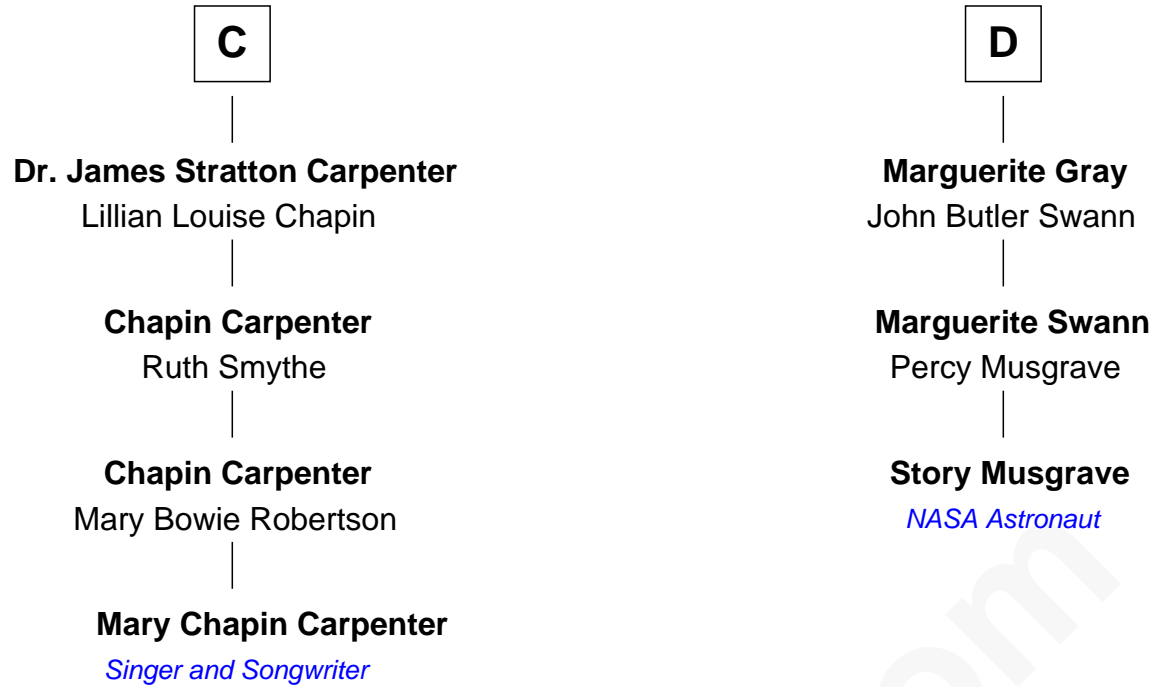 C
Dr. James Stratton Carpenter
Lillian Louise Chapin
Chapin Carpenter
Ruth Smythe
Chapin Carpenter
Mary Bowie Robertson
Mary Chapin Carpenter
Singer and Songwriter
D
Marguerite Gray
John Butler Swann
Marguerite Swann
Percy Musgrave
Story Musgrave
NASA Astronaut
om